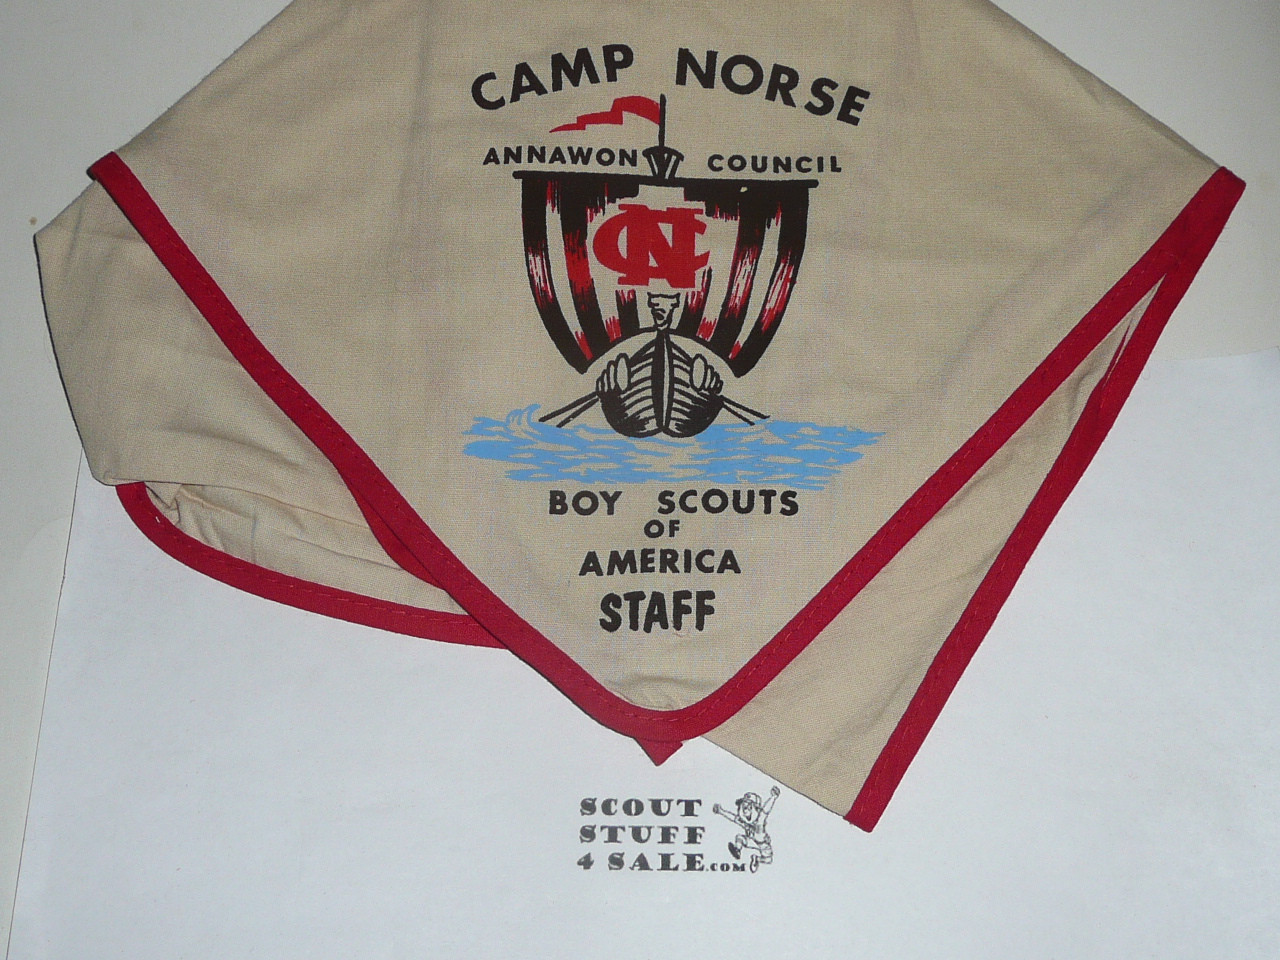 CAMP NORSE
ANNAWON COUNCIL
CN
BOY SCOUTS
OF
AMERICA
STAFF
SCOUT
STUFF
4 SALE.COM